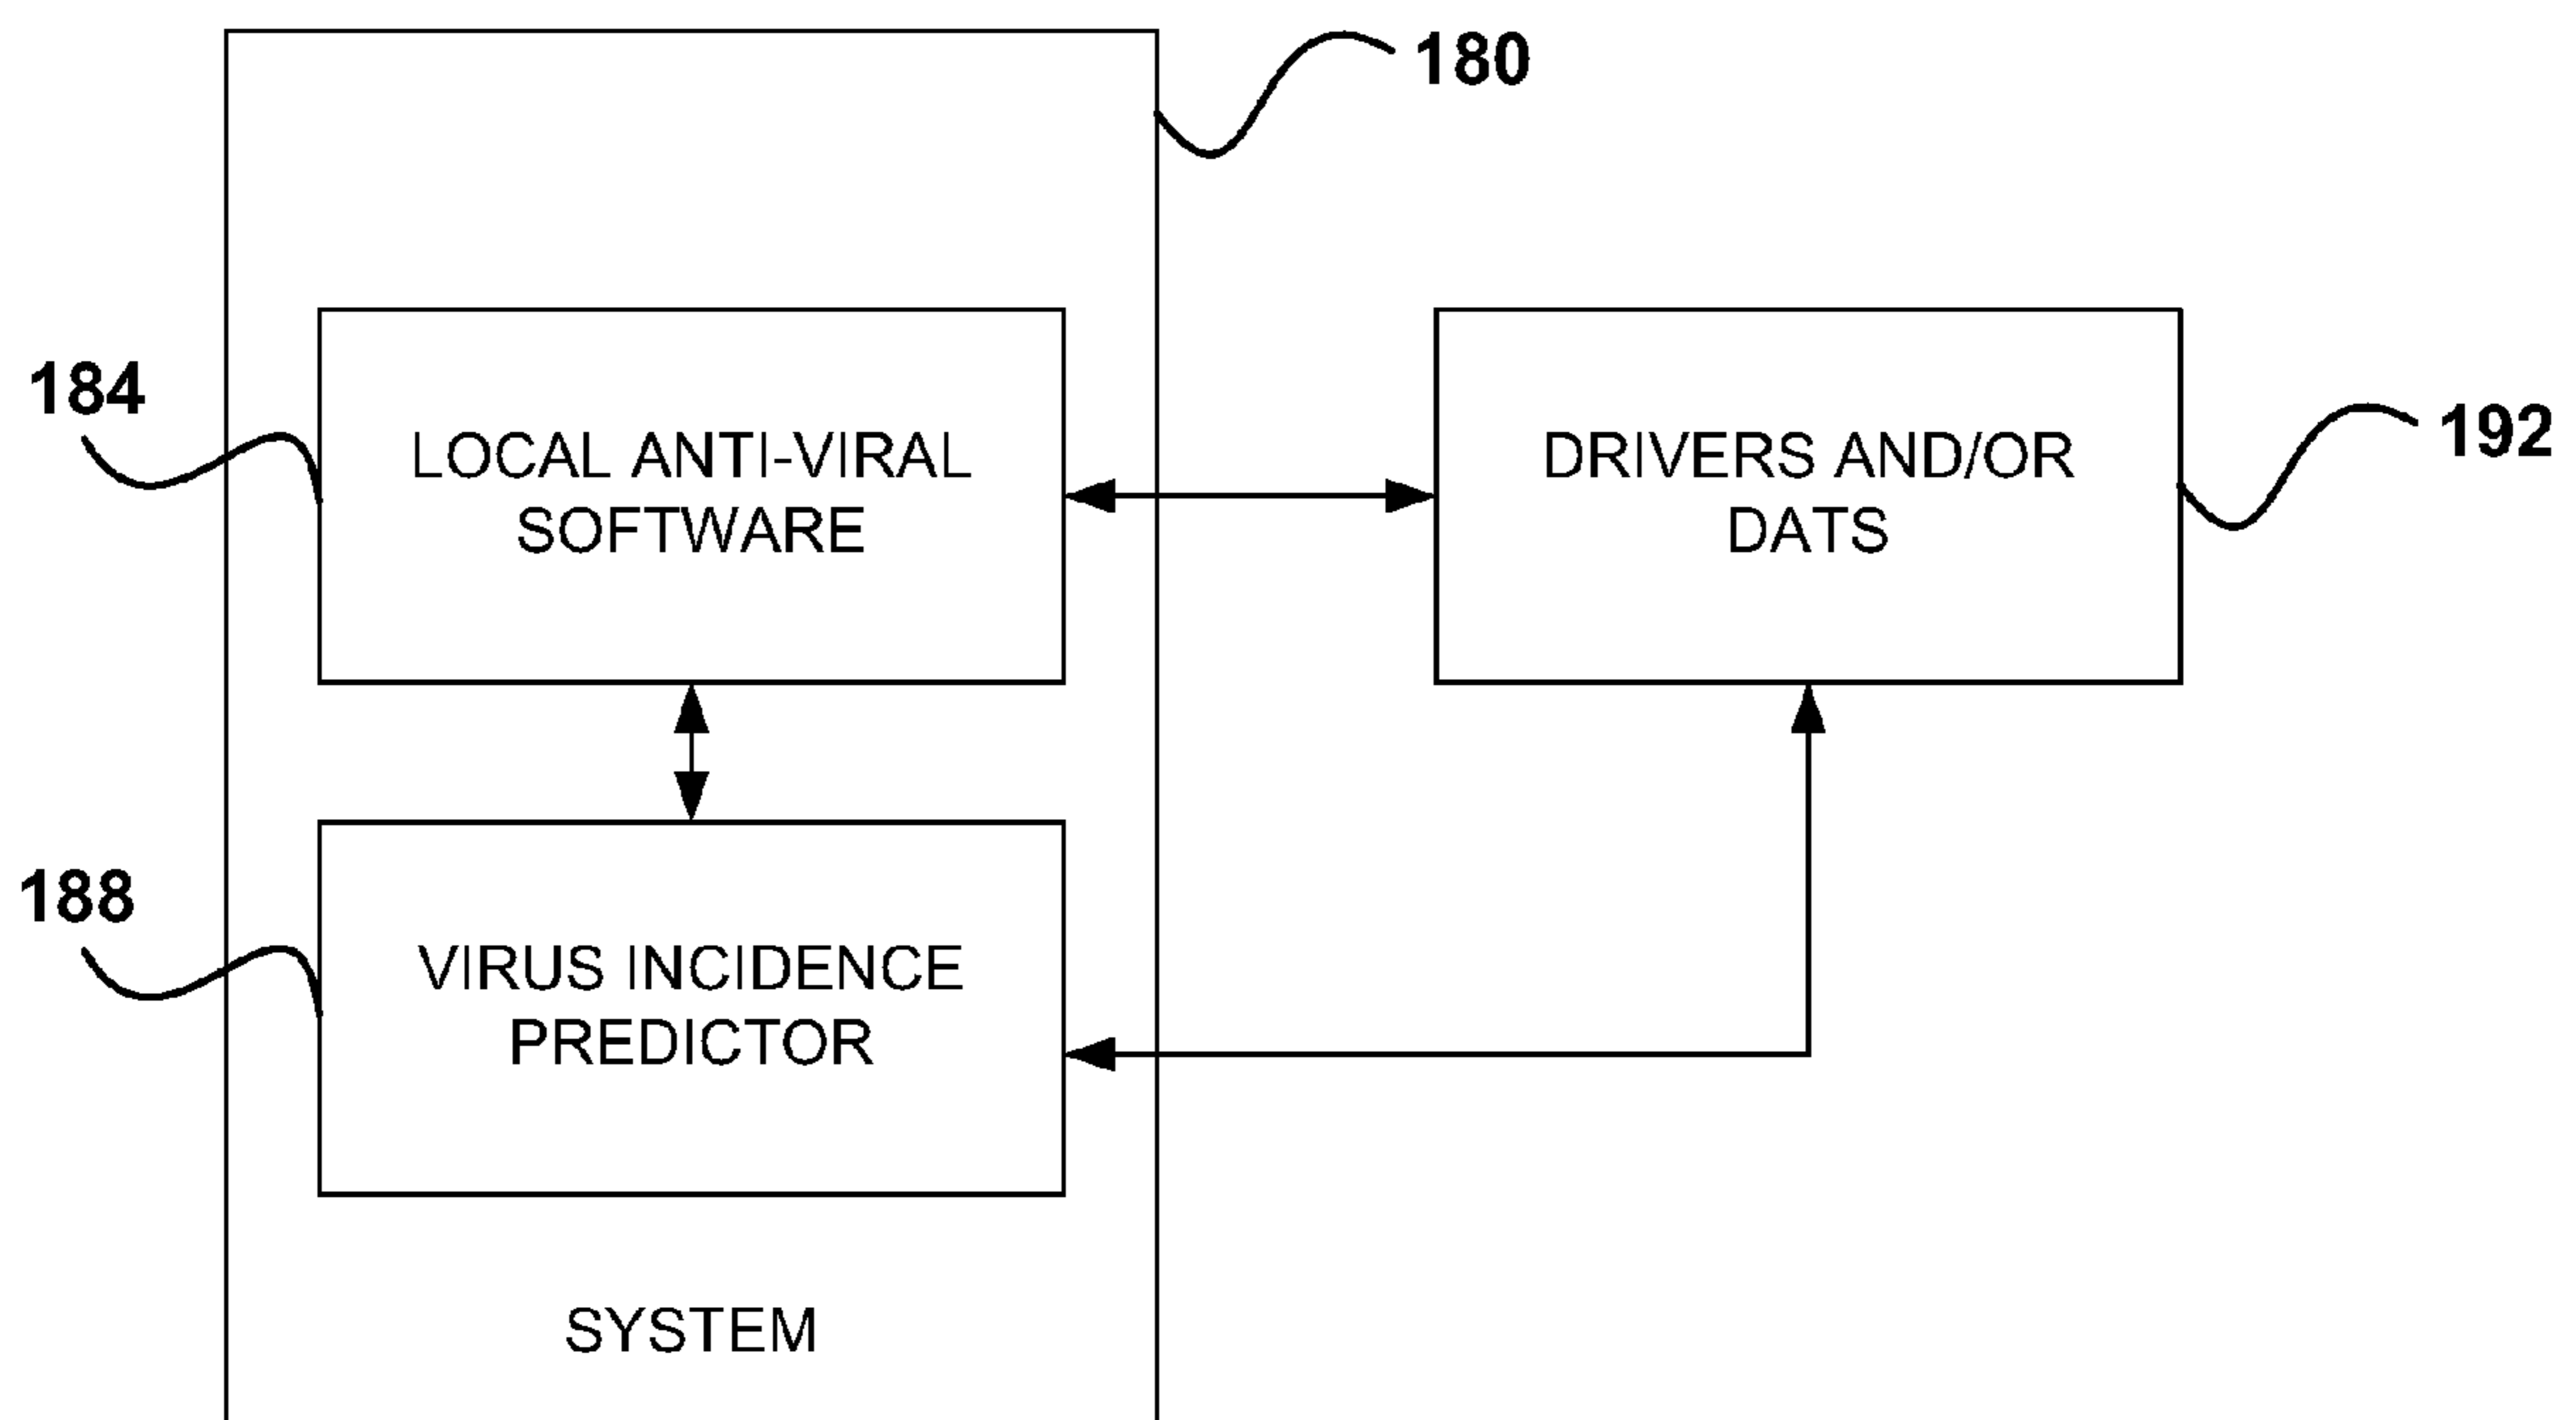 180
184
LOCAL ANTI-VIRAL
SOFTWARE
DRIVERS AND/OR
DATS
192
188
VIRUS INCIDENCE
PREDICTOR
SYSTEM